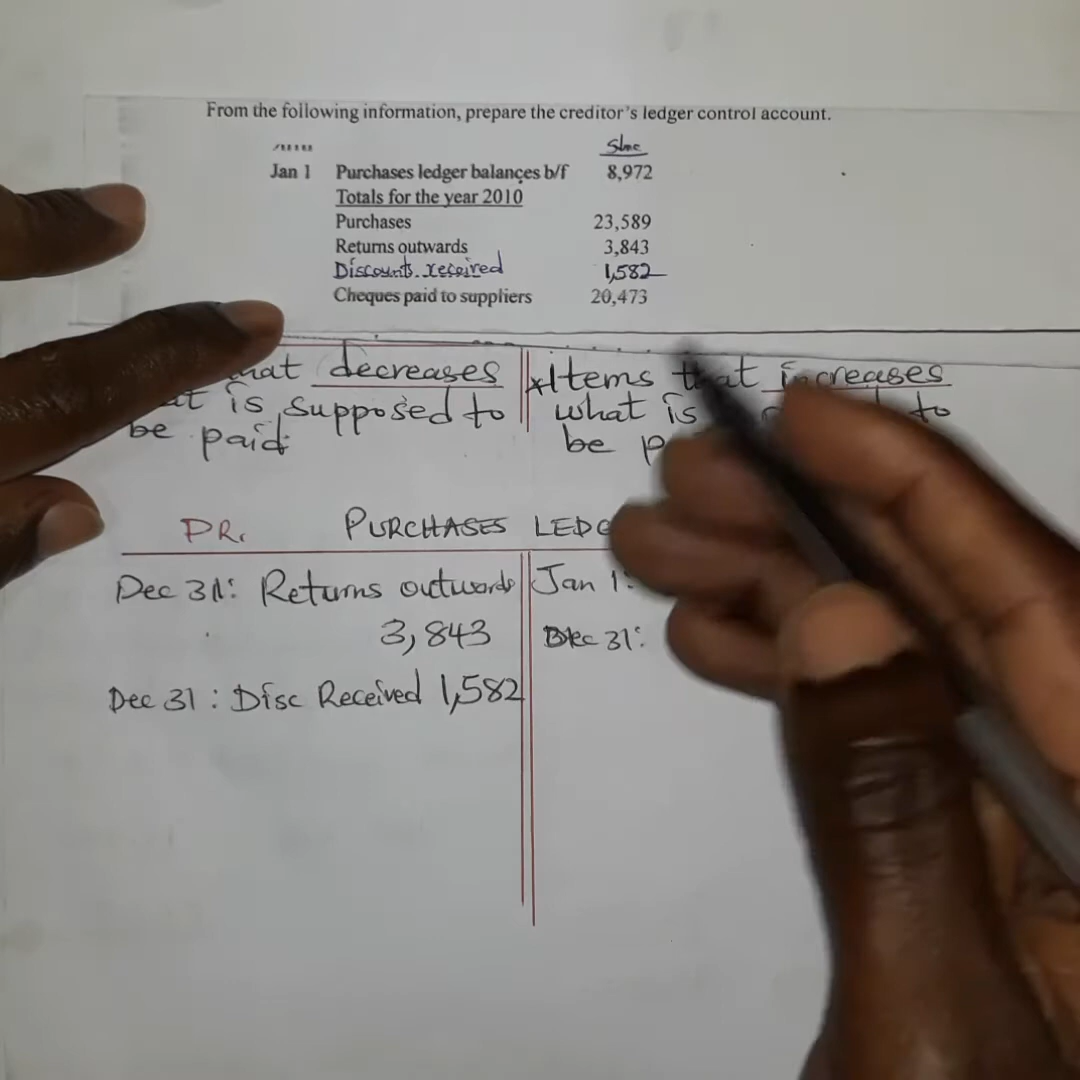 From the following information, prepare the creditor's ledger control account.
Jan 1 Purchases ledger balances b/f 8,972
Totals for the year 2010
Purchases 23,589
Returns outwards 3,843
Discounts received 1,582
Cheques paid to suppliers 20,473
decreases
is supposed to
be paid:
*Items that increases
what is to
be
DR. PURCHASES
Dec 31: Returns outwards
3,843
Dec 31: Disc Received 1,582
Jan 1:
Dec 31: